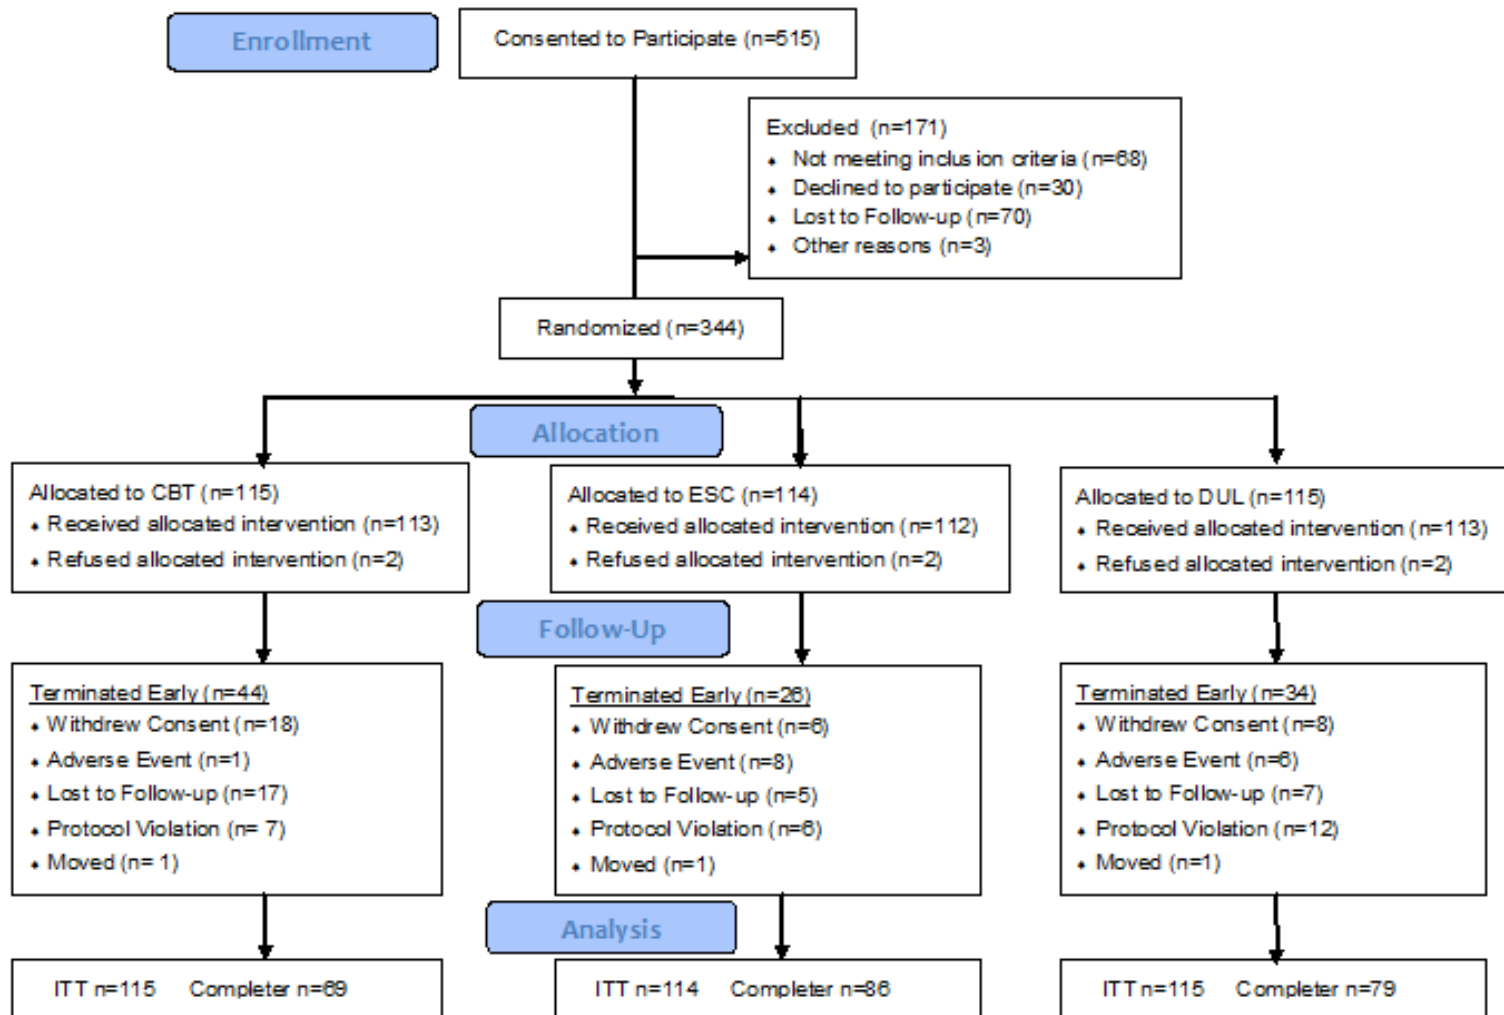 Enrollment
Consented to Participate (n=515)
Excluded (n=171)
• Not meeting inclusion criteria (n=68)
• Declined to participate (n=30)
• Lost to Follow-up (n=70)
• Other reasons (n=3)
Randomized (n=344)
Allocation
Allocated to CBT (n=115)
• Received allocated intervention (n=113)
• Refused allocated intervention (n=2)
Allocated to ESC (n=114)
• Received allocated intervention (n=112)
• Refused allocated intervention (n=2)
Allocated to DUL (n=115)
• Received allocated intervention (n=113)
• Refused allocated intervention (n=2)
Follow-Up
Terminated Early (n=44)
• Withdrew Consent (n=18)
• Adverse Event (n=1)
• Lost to Follow-up (n=17)
• Protocol Violation (n= 7)
• Moved (n= 1)
Terminated Early (n=26)
• Withdrew Consent (n=6)
• Adverse Event (n=8)
• Lost to Follow-up (n=5)
• Protocol Violation (n=6)
• Moved (n=1)
Terminated Early (n=34)
• Withdrew Consent (n=8)
• Adverse Event (n=6)
• Lost to Follow-up (n=7)
• Protocol Violation (n=12)
• Moved (n=1)
Analysis
ITT n=115 Completer n=69
ITT n=114 Completer n=86
ITT n=115 Completer n=79